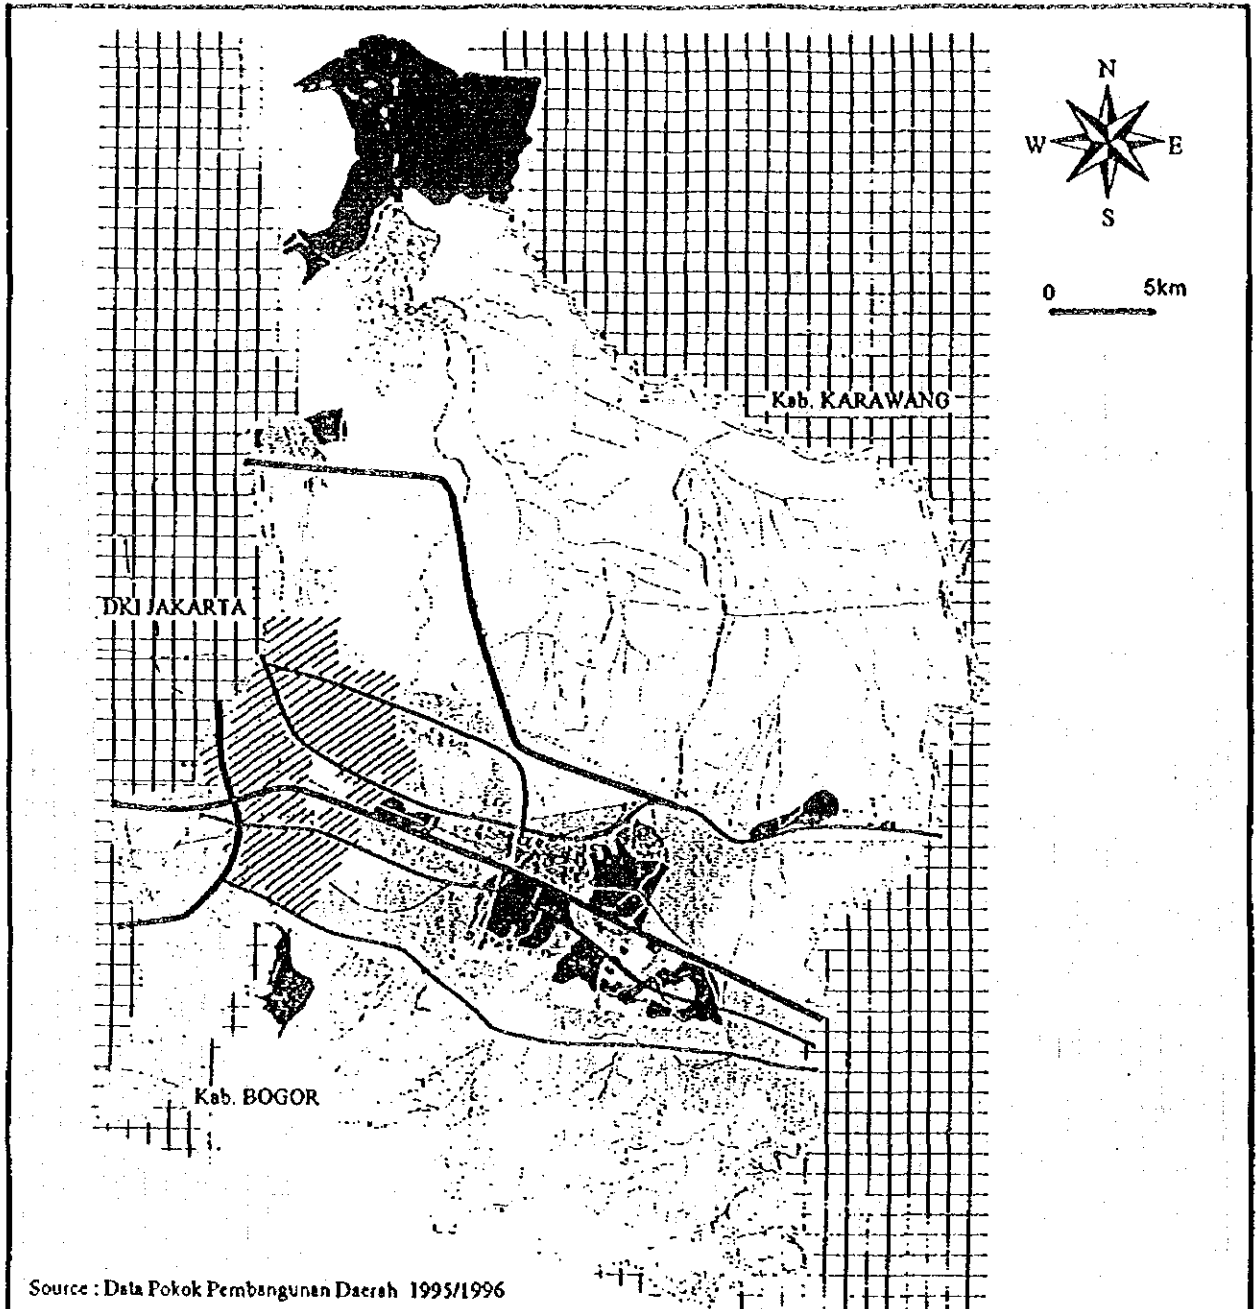 N
W E
S
0 5km
Kab. KARAWANG
DKI JAKARTA
Kab. BOGOR
Source : Data Pokok Pembangunan Daerah 1995/1996